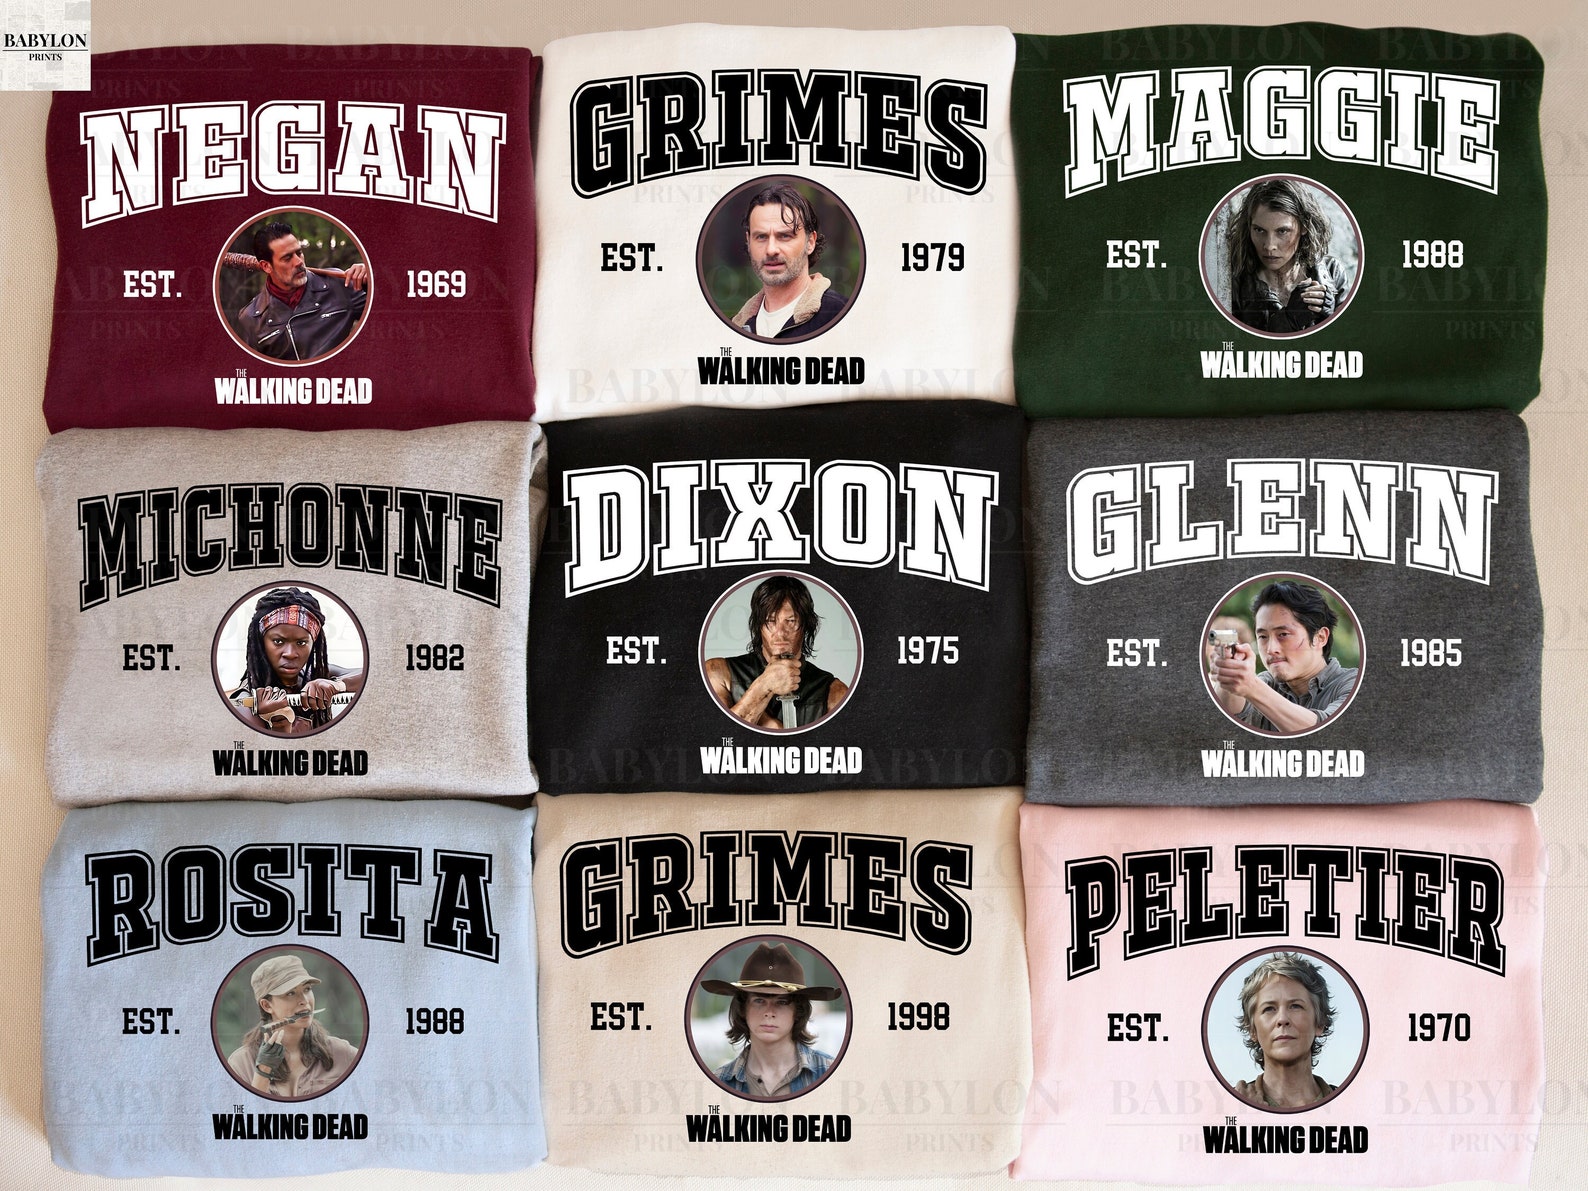 BABYLON
PRINTS
NEGAN
EST. 1969
THE
WALKING DEAD
GRIMES
EST. 1979
THE
WALKING DEAD
MAGGIE
EST. 1988
THE
WALKING DEAD
MICHONNE
EST. 1982
THE
WALKING DEAD
DIXON
EST. 1975
THE
WALKING DEAD
GLENN
EST. 1985
THE
WALKING DEAD
ROSITA
EST. 1988
THE
WALKING DEAD
GRIMES
EST. 1998
THE
WALKING DEAD
PELETIER
EST. 1970
THE
WALKING DEAD